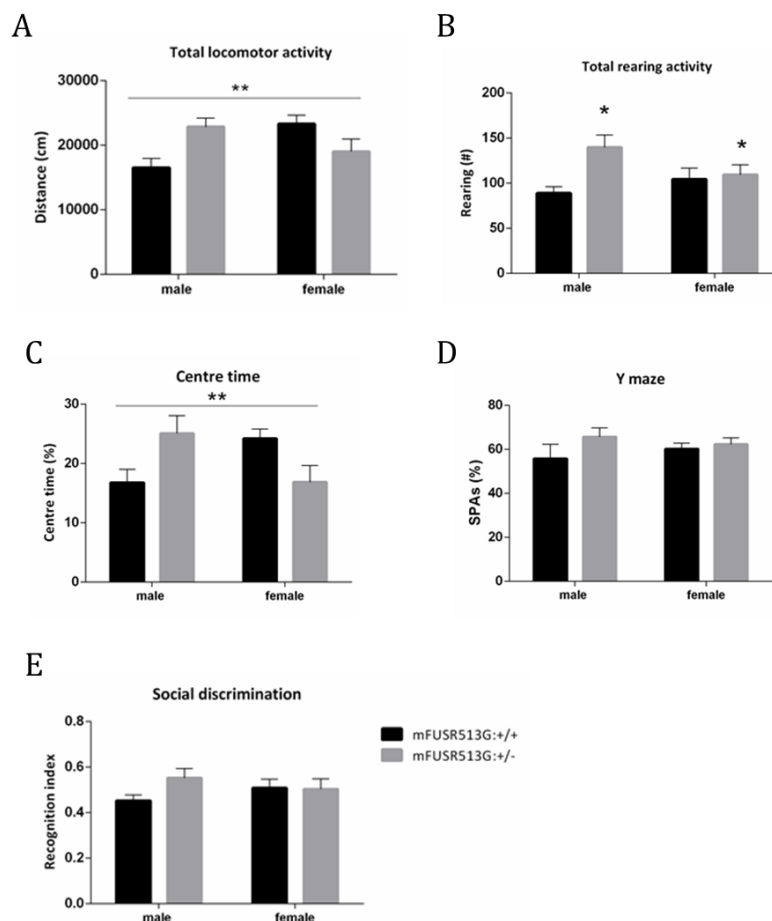 A
Total locomotor activity
**
30000
20000
10000
0
Distance (cm)
male female
B
Total rearing activity
*
*
200
150
100
50
0
Rearing (#)
male female
C
Centre time
**
30
20
10
0
Centre time (%)
male female
D
Y maze
80
60
40
20
0
SPAs (%)
male female
E
Social discrimination
0.8
0.6
0.4
0.2
0.0
Recognition index
male female
mFUSR513G:+/+
mFUSR513G:+/-